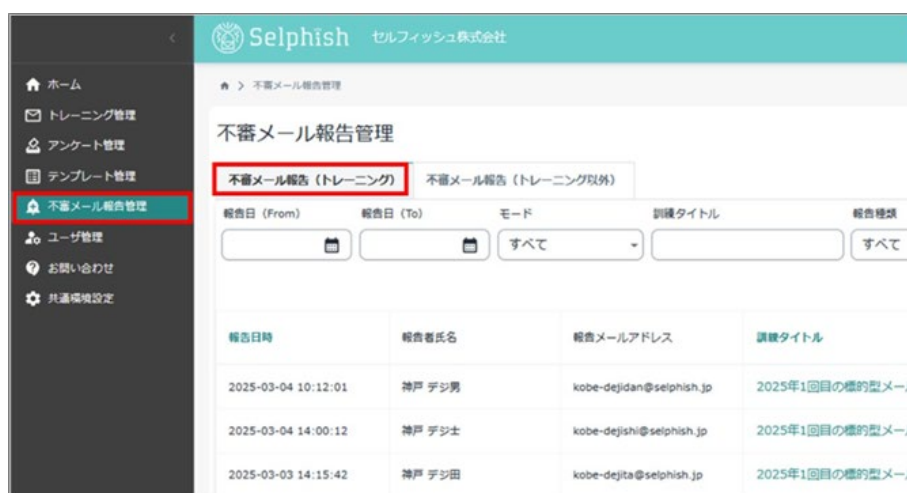 Selphish セルフィッシュ株式会社
ホーム
トレーニング管理
アンケート管理
テンプレート管理
不審メール報告管理
ユーザ管理
お問い合わせ
共通環境設定
不審メール報告管理
不審メール報告管理
不審メール報告（トレーニング） 不審メール報告（トレーニング以外）
報告日（From） 報告日（To） モード 訓練タイトル 報告種類
すべて すべて
報告日時 報告者氏名 報告メールアドレス 訓練タイトル
2025-03-04 10:12:01 神戸 デジ男 kobe-dejidan@selphish.jp 2025年1回目の標的型メー
2025-03-04 14:00:12 神戸 デジ士 kobe-dejishi@selphish.jp 2025年1回目の標的型メー
2025-03-03 14:15:42 神戸 デジ田 kobe-dejita@selphish.jp 2025年1回目の標的型メー